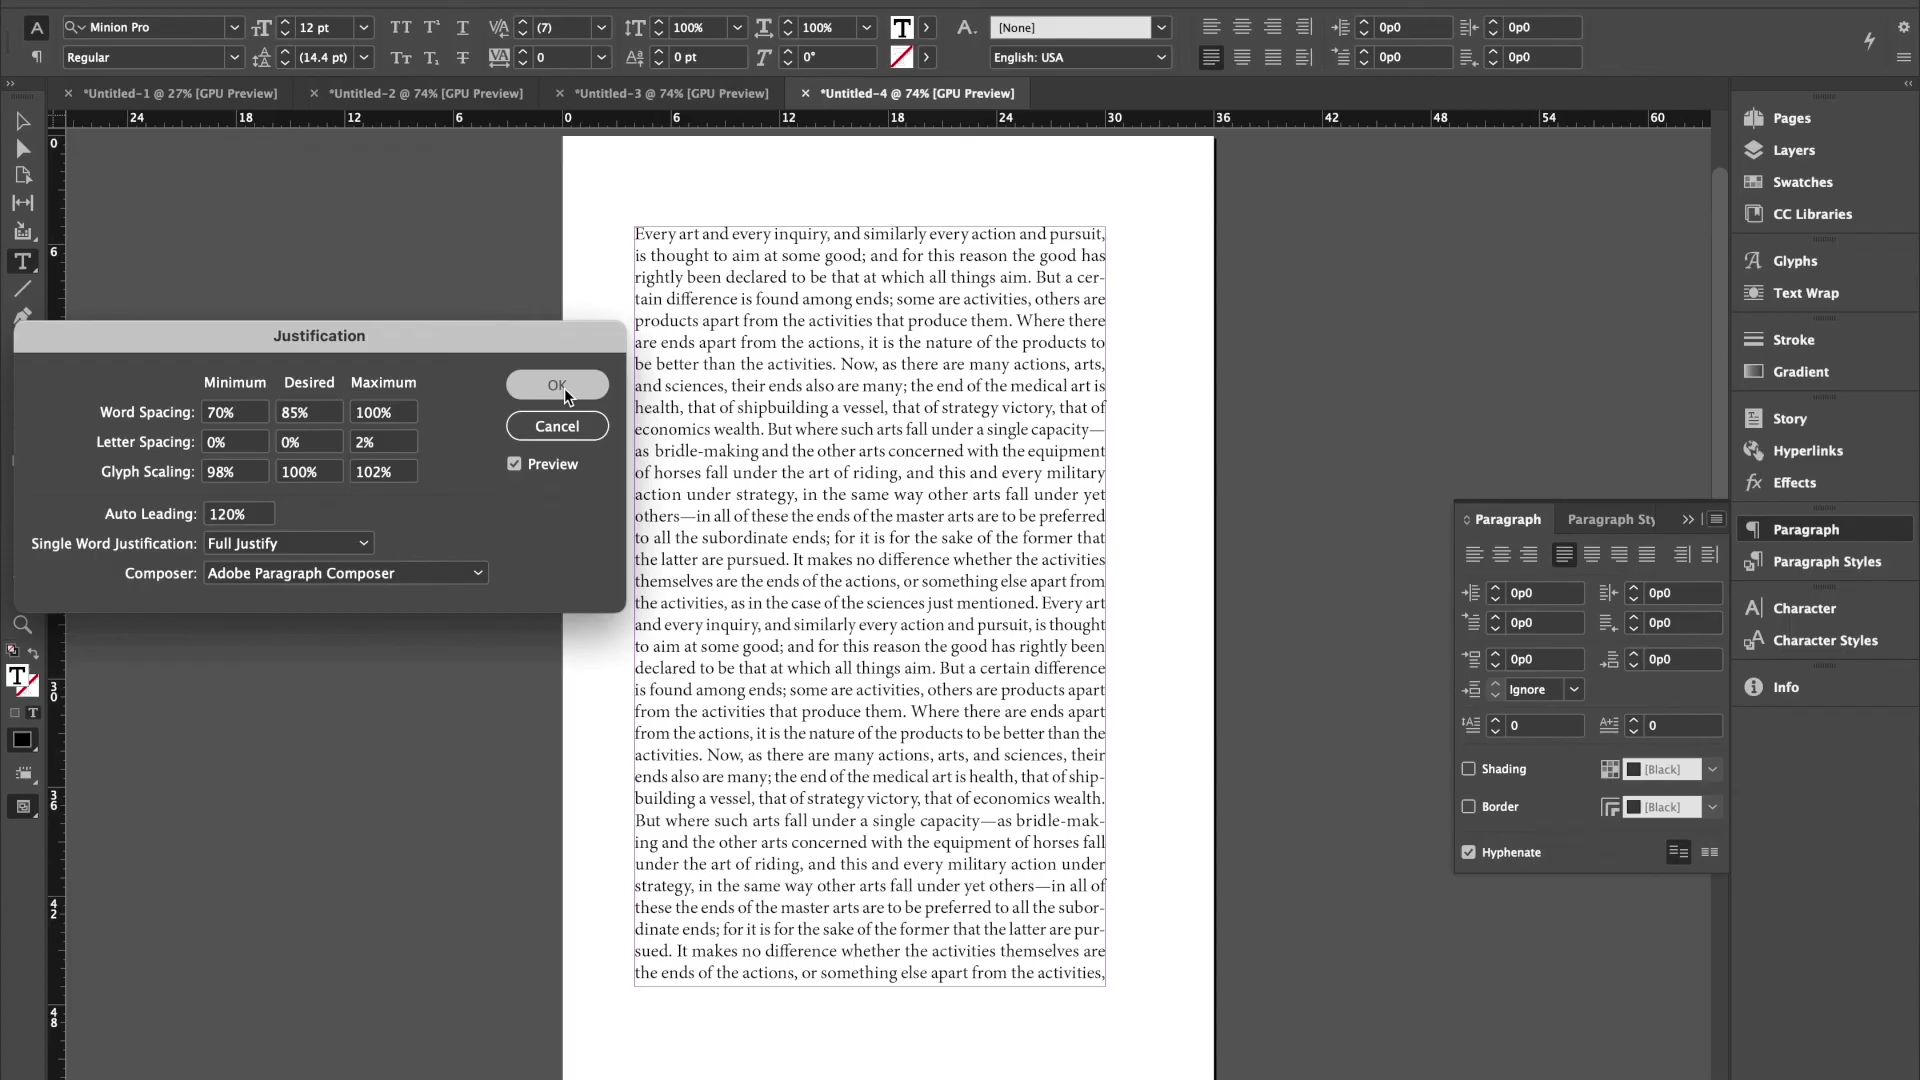 Minion Pro
12 pt
(7)
100%
100%
[None]
0p0
0p0
Regular
(14.4 pt)
0
0 pt
0°
English: USA
0p0
0p0
*Untitled-1 @ 27% [GPU Preview]
*Untitled-2 @ 74% [GPU Preview]
*Untitled-3 @ 74% [GPU Preview]
*Untitled-4 @ 74% [GPU Preview]
24 18 12 6 0 6 12 18 24 30 36 42 48 54 60
0
6
30
36
42
48
Justification
Minimum Desired Maximum
Word Spacing: 70% 85% 100%
Letter Spacing: 0% 0% 2%
Glyph Scaling: 98% 100% 102%
Auto Leading: 120%
Single Word Justification: Full Justify
Composer: Adobe Paragraph Composer
OK
Cancel
Preview
Every art and every inquiry, and similarly every action and pursuit,
is thought to aim at some good; and for this reason the good has
rightly been declared to be that at which all things aim. But a cer-
tain difference is found among ends; some are activities, others are
products apart from the activities that produce them. Where there
are ends apart from the actions, it is the nature of the products to
be better than the activities. Now, as there are many actions, arts,
and sciences, their ends also are many; the end of the medical art is
health, that of shipbuilding a vessel, that of strategy victory, that of
economics wealth. But where such arts fall under a single capacity—
as bridle-making and the other arts concerned with the equipment
of horses fall under the art of riding, and this and every military
action under strategy, in the same way other arts fall under yet
others—in all of these the ends of the master arts are to be preferred
to all the subordinate ends; for it is for the sake of the former that
the latter are pursued. It makes no difference whether the activities
themselves are the ends of the actions, or something else apart from
the activities, as in the case of the sciences just mentioned. Every art
and every inquiry, and similarly every action and pursuit, is thought
to aim at some good; and for this reason the good has rightly been
declared to be that at which all things aim. But a certain difference
is found among ends; some are activities, others are products apart
from the activities that produce them. Where there are ends apart
from the actions, it is the nature of the products to be better than the
activities. Now, as there are many actions, arts, and sciences, their
ends also are many; the end of the medical art is health, that of ship-
building a vessel, that of strategy victory, that of economics wealth.
But where such arts fall under a single capacity—as bridle-mak-
ing and the other arts concerned with the equipment of horses fall
under the art of riding, and this and every military action under
strategy, in the same way other arts fall under yet others—in all of
these the ends of the master arts are to be preferred to all the subor-
dinate ends; for it is for the sake of the former that the latter are pur-
sued. It makes no difference whether the activities themselves are
the ends of the actions, or something else apart from the activities,
Paragraph
Paragraph Sty
0p0
0p0
0p0
0p0
0p0
0p0
Ignore
0
0
Shading
[Black]
Border
[Black]
Hyphenate
Pages
Layers
Swatches
CC Libraries
Glyphs
Text Wrap
Stroke
Gradient
Story
Hyperlinks
Effects
Paragraph
Paragraph Styles
Character
Character Styles
Info